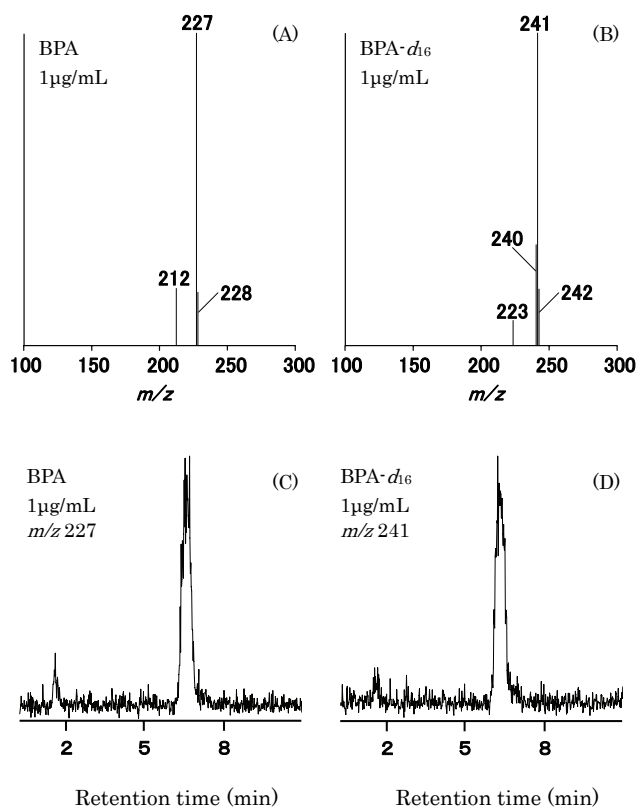 227
(A)
BPA
1µg/mL
212
228
100 150 200 250 300
m/z
241
(B)
BPA-d16
1µg/mL
240
242
223
100 150 200 250 300
m/z
BPA
1µg/mL
m/z 227
(C)
2 5 8
Retention time (min)
BPA-d16
1µg/mL
m/z 241
(D)
2 5 8
Retention time (min)